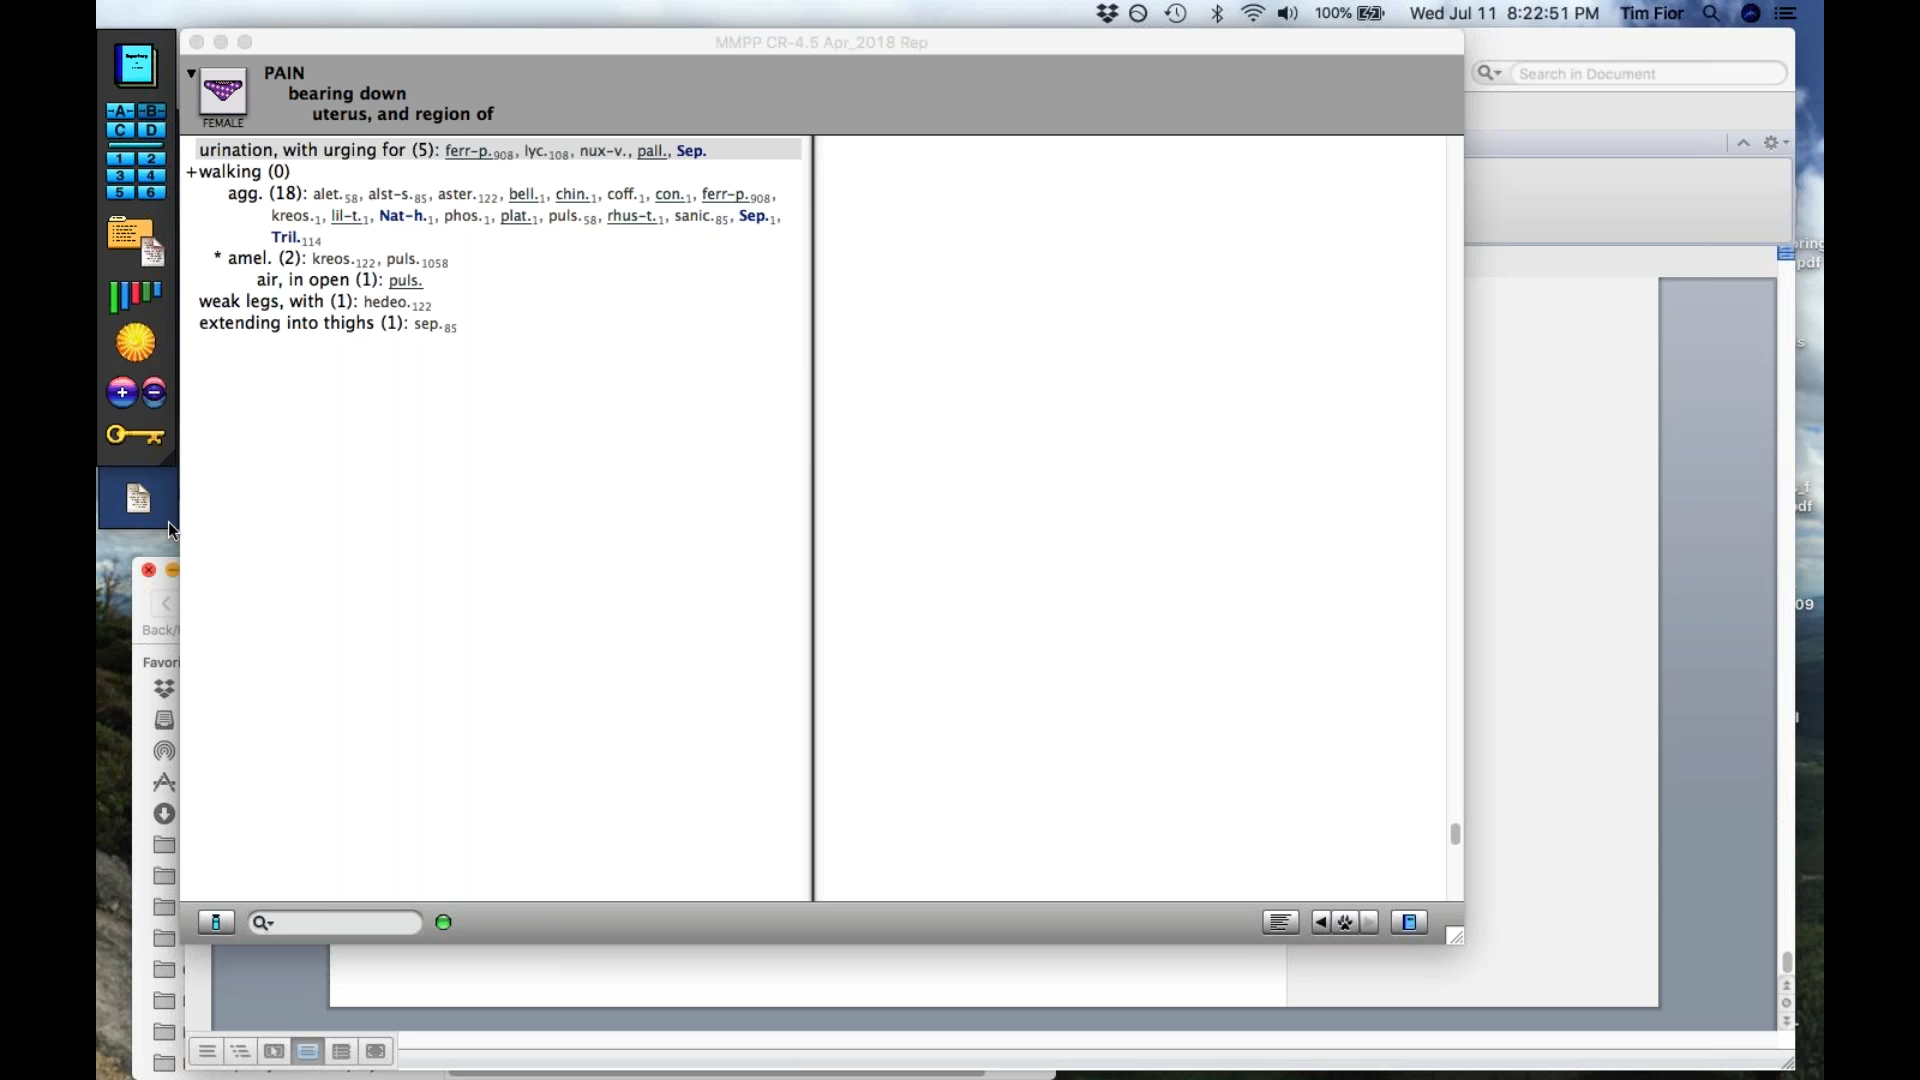 100% Wed Jul 11 8:22:51 PM Tim Fior
MMPP CR-4.5 Apr_2018 Rep
Search in Document
PAIN
bearing down
uterus, and region of
FEMALE
A B
C D
1 2
3 4
5 6
urination, with urging for (5): ferr-p.908, lyc.108, nux-v., pall., Sep.
+walking (0)
agg. (18): alet.58, alst-s.85, aster.122, bell.1, chin.1, coff.1, con.1, ferr-p.908,
kreos.1, lil-t.1, Nat-h.1, phos.1, plat.1, puls.58, rhus-t.1, sanic.85, Sep.1,
Tril.114
* amel. (2): kreos.122, puls.1058
air, in open (1): puls.
weak legs, with (1): hedeo.122
extending into thighs (1): sep.85
pdf
df
09
Back/
Favori